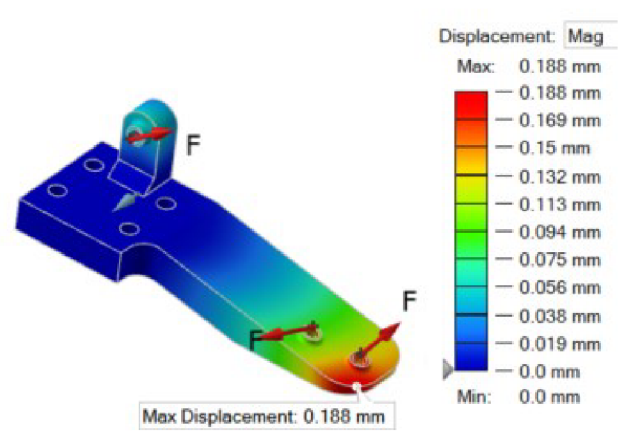 Displacement: Mag
Max: 0.188 mm
0.188 mm
0.169 mm
0.15 mm
0.132 mm
0.113 mm
0.094 mm
0.075 mm
0.056 mm
0.038 mm
0.019 mm
0.0 mm
Min: 0.0 mm
F
F
F
Max Displacement: 0.188 mm